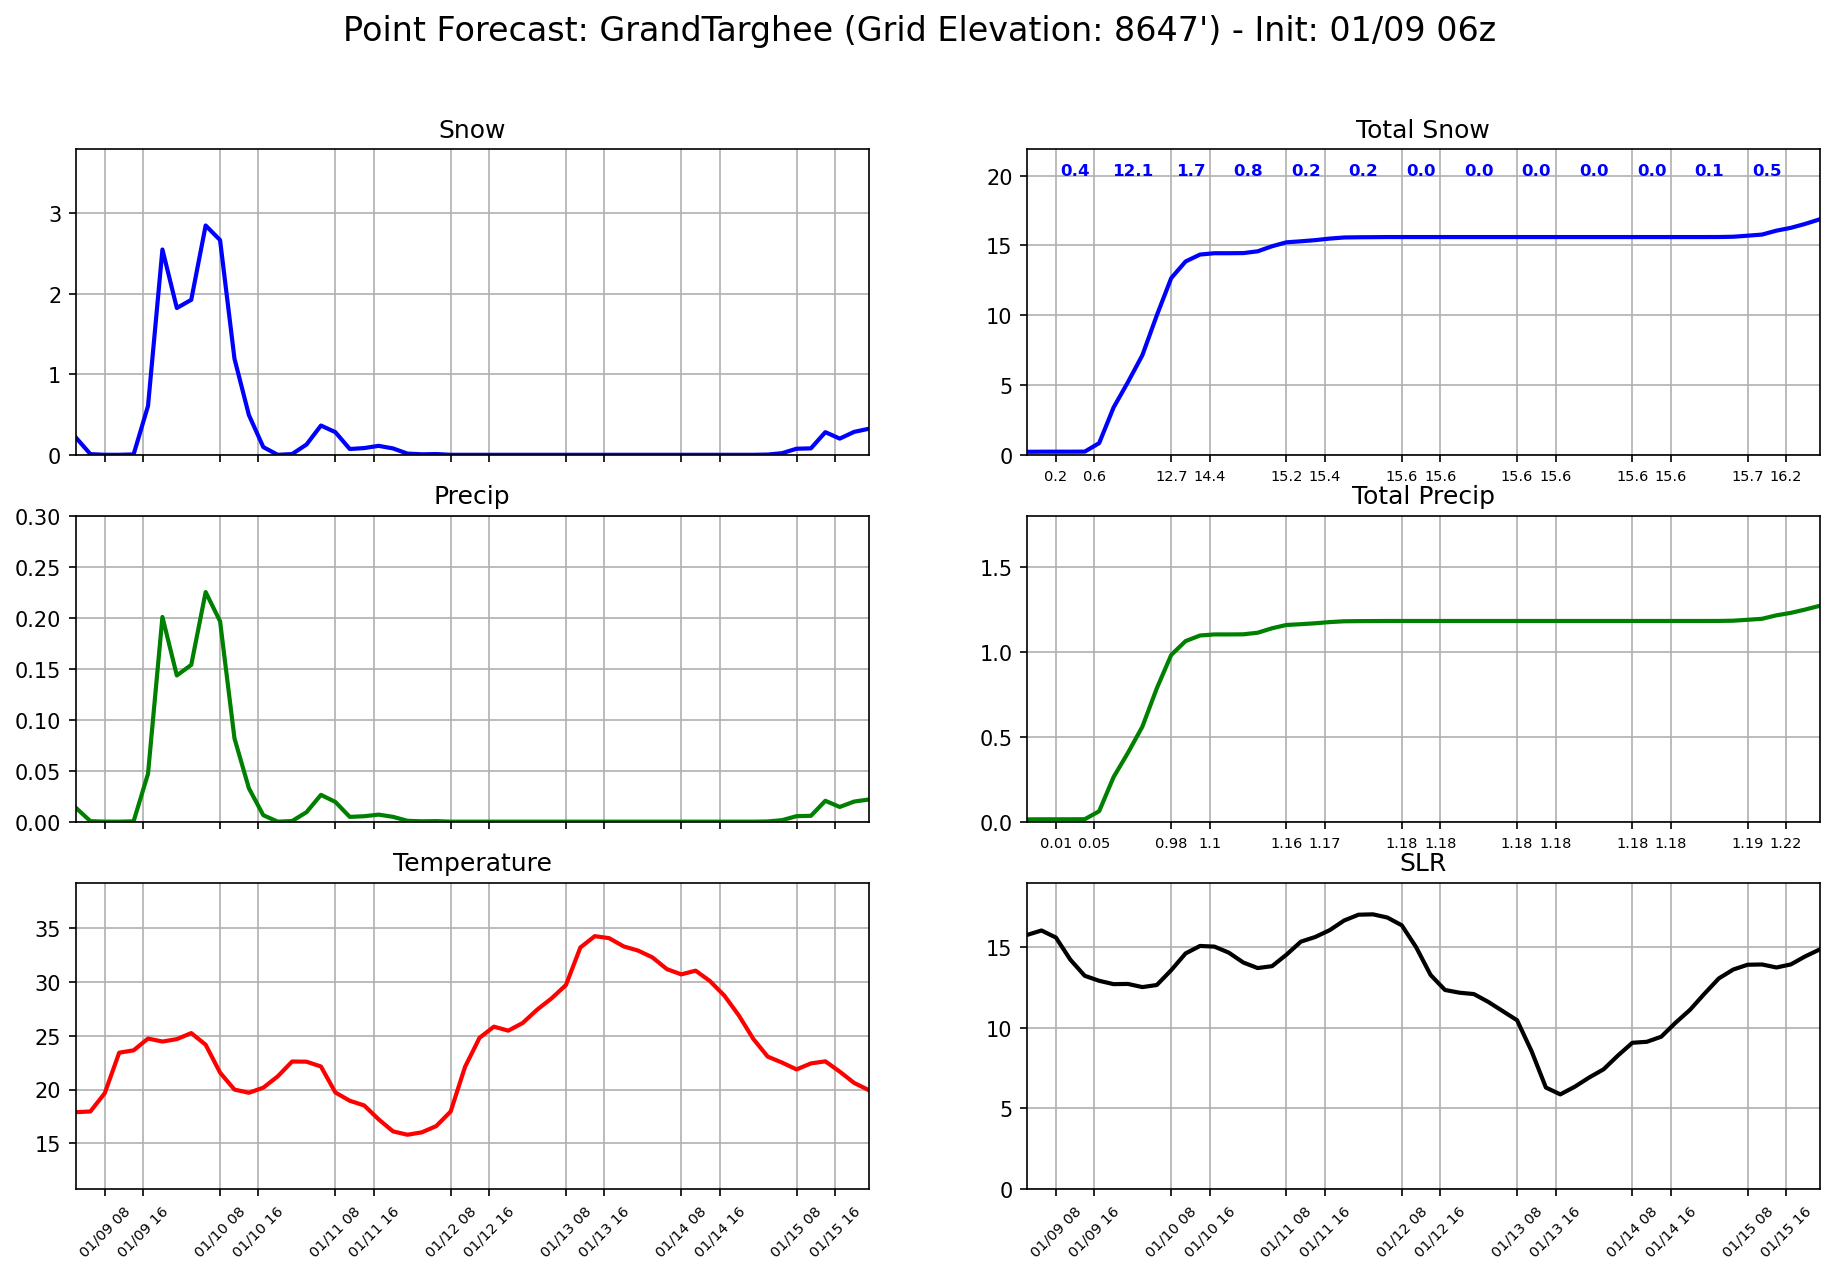 Point Forecast: GrandTarghee (Grid Elevation: 8647') - Init: 01/09 06z
Snow
3
2
1
0
Total Snow
0.4 12.1 1.7 0.8 0.2 0.2 0.0 0.0 0.0 0.0 0.0 0.1 0.5
20
15
10
5
0
0.2 0.6 12.7 14.4 15.2 15.4 15.6 15.6 15.6 15.6 15.6 15.6 15.7 16.2
Precip
0.30
0.25
0.20
0.15
0.10
0.05
0.00
Total Precip
1.5
1.0
0.5
0.0
0.01 0.05 0.98 1.1 1.16 1.17 1.18 1.18 1.18 1.18 1.18 1.18 1.19 1.22
Temperature
35
30
25
20
15
01/09 08 01/09 16 01/10 08 01/10 16 01/11 08 01/11 16 01/12 08 01/12 16 01/13 08 01/13 16 01/14 08 01/14 16 01/15 08 01/15 16
SLR
15
10
5
0
01/09 08 01/09 16 01/10 08 01/10 16 01/11 08 01/11 16 01/12 08 01/12 16 01/13 08 01/13 16 01/14 08 01/14 16 01/15 08 01/15 16